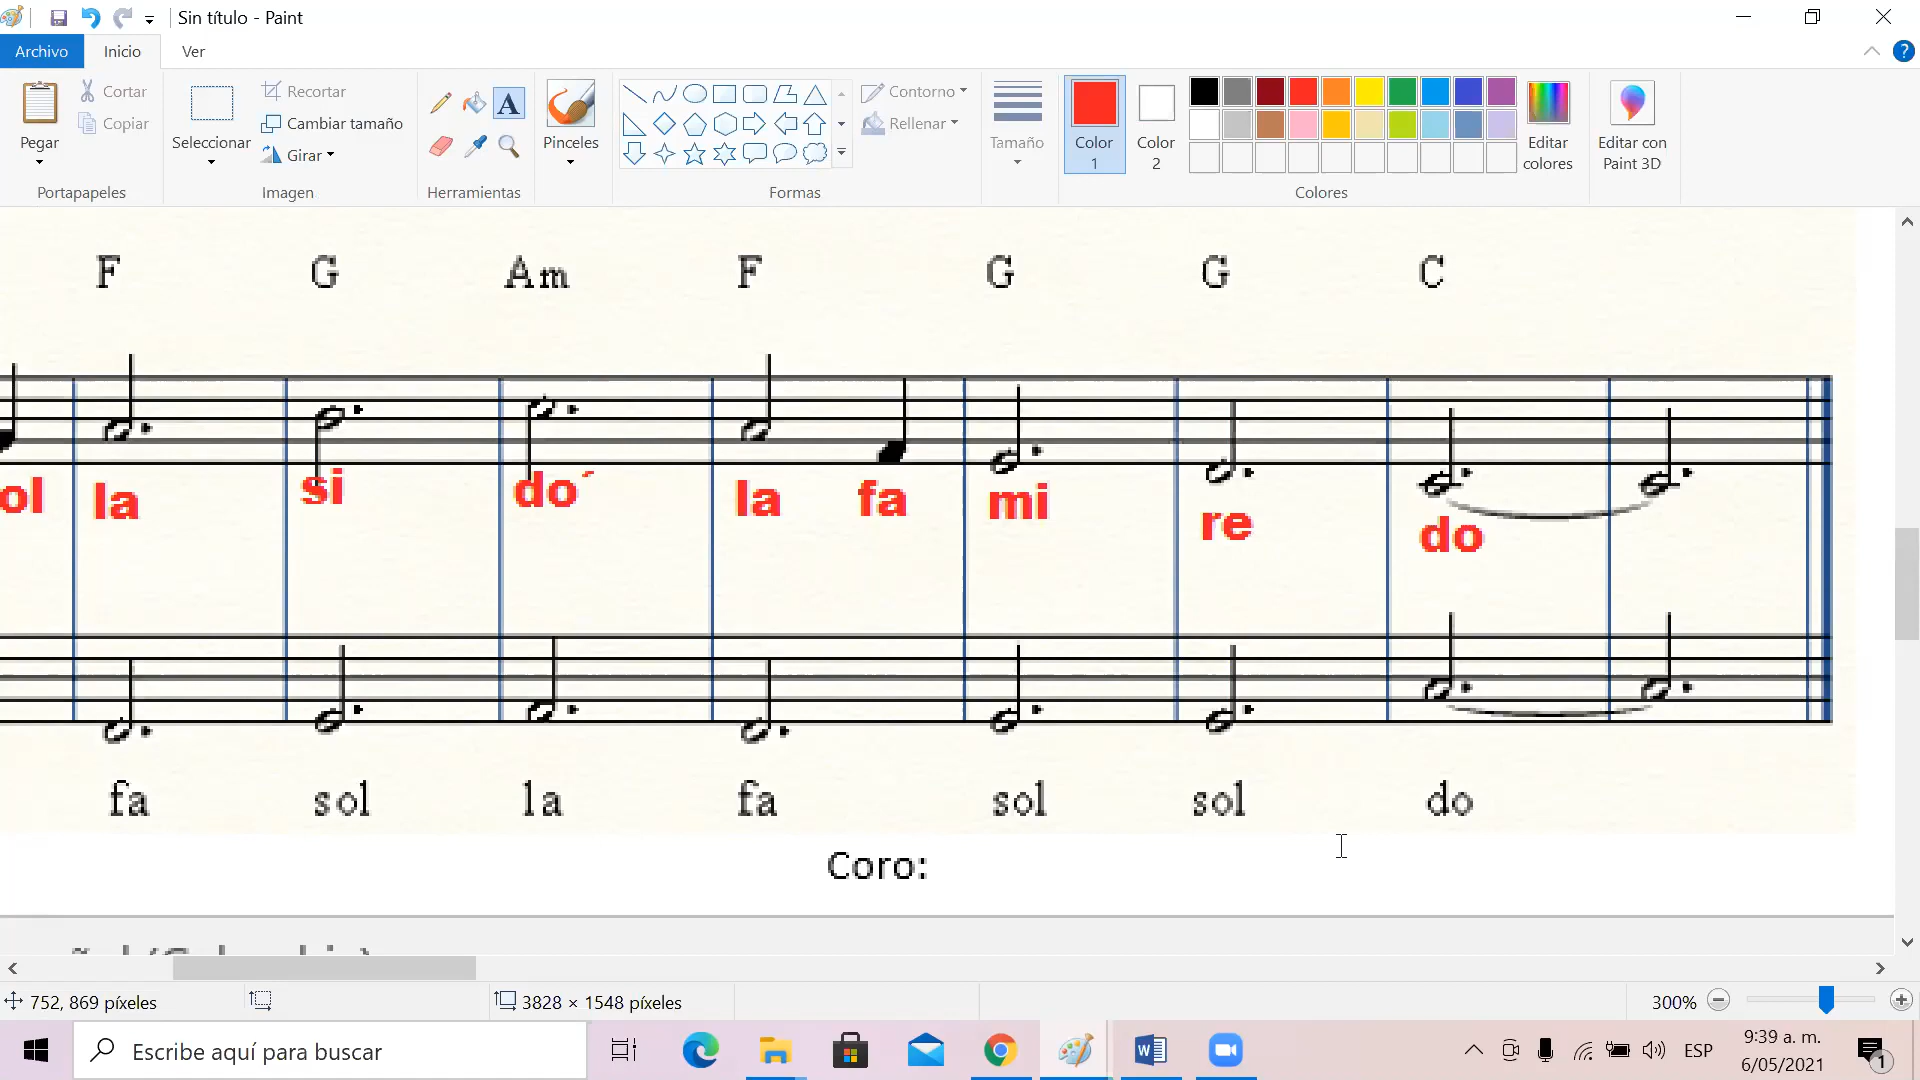 Sin título - Paint
Archivo Inicio Ver
Pegar
Cortar
Copiar
Portapapeles
Seleccionar
Recortar
Cambiar tamaño
Girar
Imagen
A
Herramientas
Pinceles
Contorno
Rellenar
Formas
Tamaño
Color 1
Color 2
Editar colores
Colores
Editar con Paint 3D
F G Am F G G C
ol la si do´ la fa mi re do
fa sol la fa sol sol do
Coro:
752, 869 píxeles
3828 × 1548 píxeles
300%
Escribe aquí para buscar
ESP
9:39 a. m.
6/05/2021
1